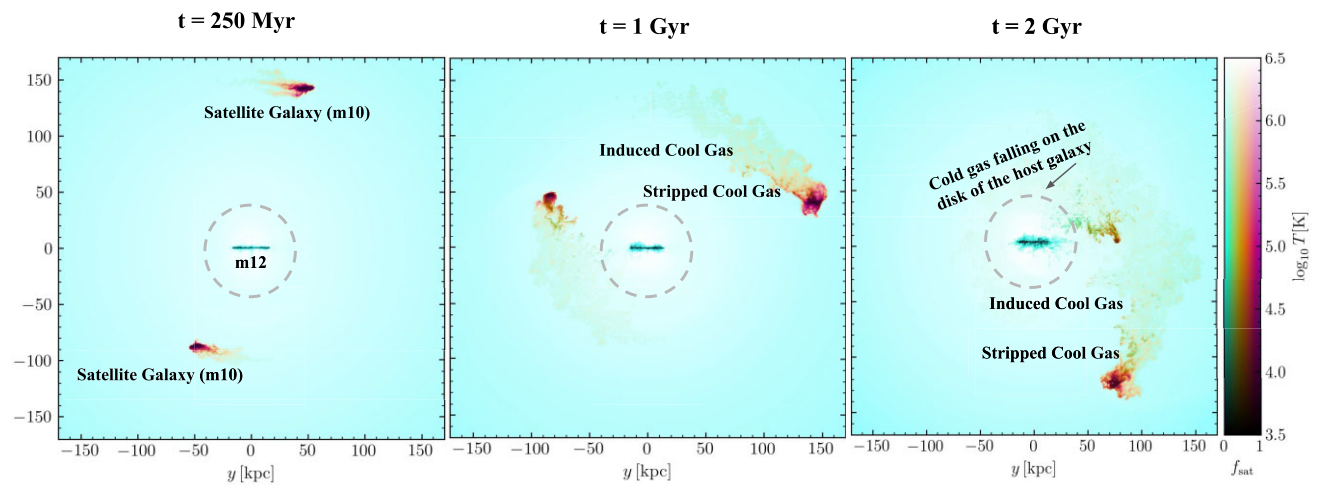 t = 250 Myr
t = 1 Gyr
t = 2 Gyr
150
100
50
0
−50
−100
−150
Satellite Galaxy (m10)
m12
Satellite Galaxy (m10)
−150 −100 −50 0 50 100 150
y [kpc]
Induced Cool Gas
Stripped Cool Gas
−150 −100 −50 0 50 100 150
y [kpc]
Cold gas falling on the
disk of the host galaxy
Induced Cool Gas
Stripped Cool Gas
−150 −100 −50 0 50 100 150
y [kpc]
6.5
6.0
5.5
5.0
4.5
4.0
3.5
log₁₀ T [K]
0 1
f_sat